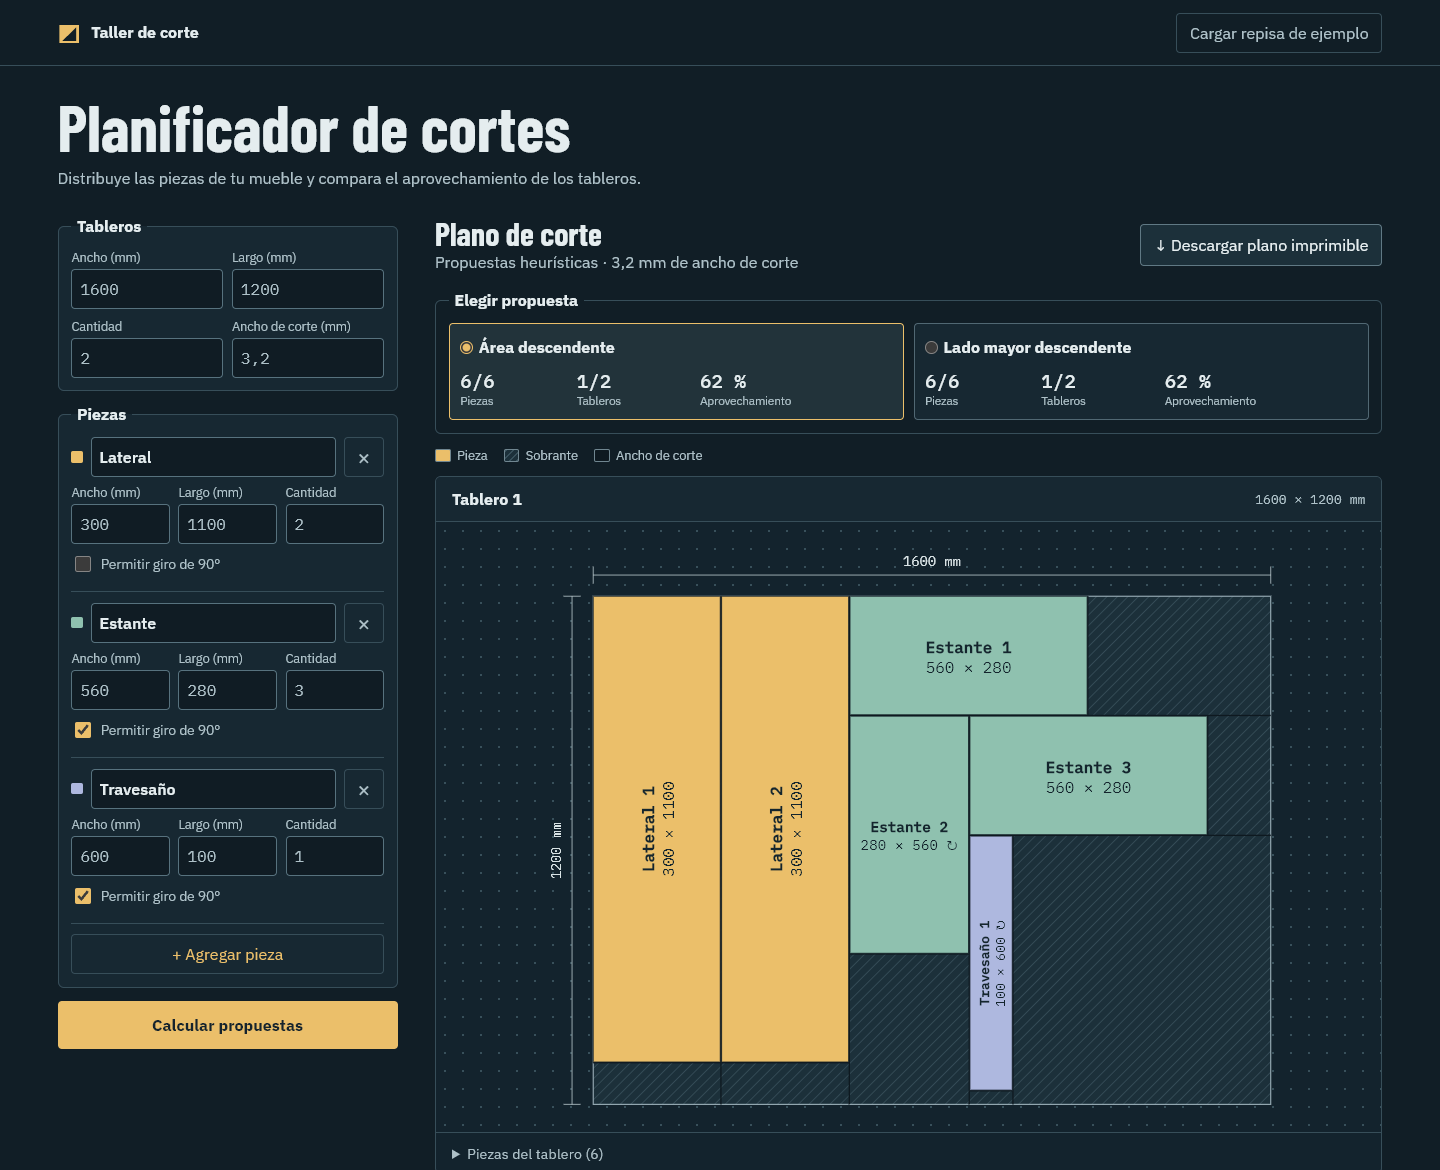 Taller de corte
Cargar repisa de ejemplo
Planificador de cortes
Distribuye las piezas de tu mueble y compara el aprovechamiento de los tableros.
Tableros
Ancho (mm) Largo (mm)
1600 1200
Cantidad Ancho de corte (mm)
2 3,2
Piezas
Lateral ×
Ancho (mm) Largo (mm) Cantidad
300 1100 2
Permitir giro de 90°
Estante ×
Ancho (mm) Largo (mm) Cantidad
560 280 3
Permitir giro de 90°
Travesaño ×
Ancho (mm) Largo (mm) Cantidad
600 100 1
Permitir giro de 90°
+ Agregar pieza
Calcular propuestas
Plano de corte
Propuestas heurísticas · 3,2 mm de ancho de corte
↓ Descargar plano imprimible
Elegir propuesta
Área descendente
6/6 1/2 62 %
Piezas Tableros Aprovechamiento
Lado mayor descendente
6/6 1/2 62 %
Piezas Tableros Aprovechamiento
Pieza Sobrante Ancho de corte
Tablero 1 1600 × 1200 mm
1600 mm
1200 mm
Lateral 1
300 × 1100
Lateral 2
300 × 1100
Estante 1
560 × 280
Estante 2
280 × 560 ↻
Estante 3
560 × 280
Travesaño 1
100 × 600 ↻
▶ Piezas del tablero (6)